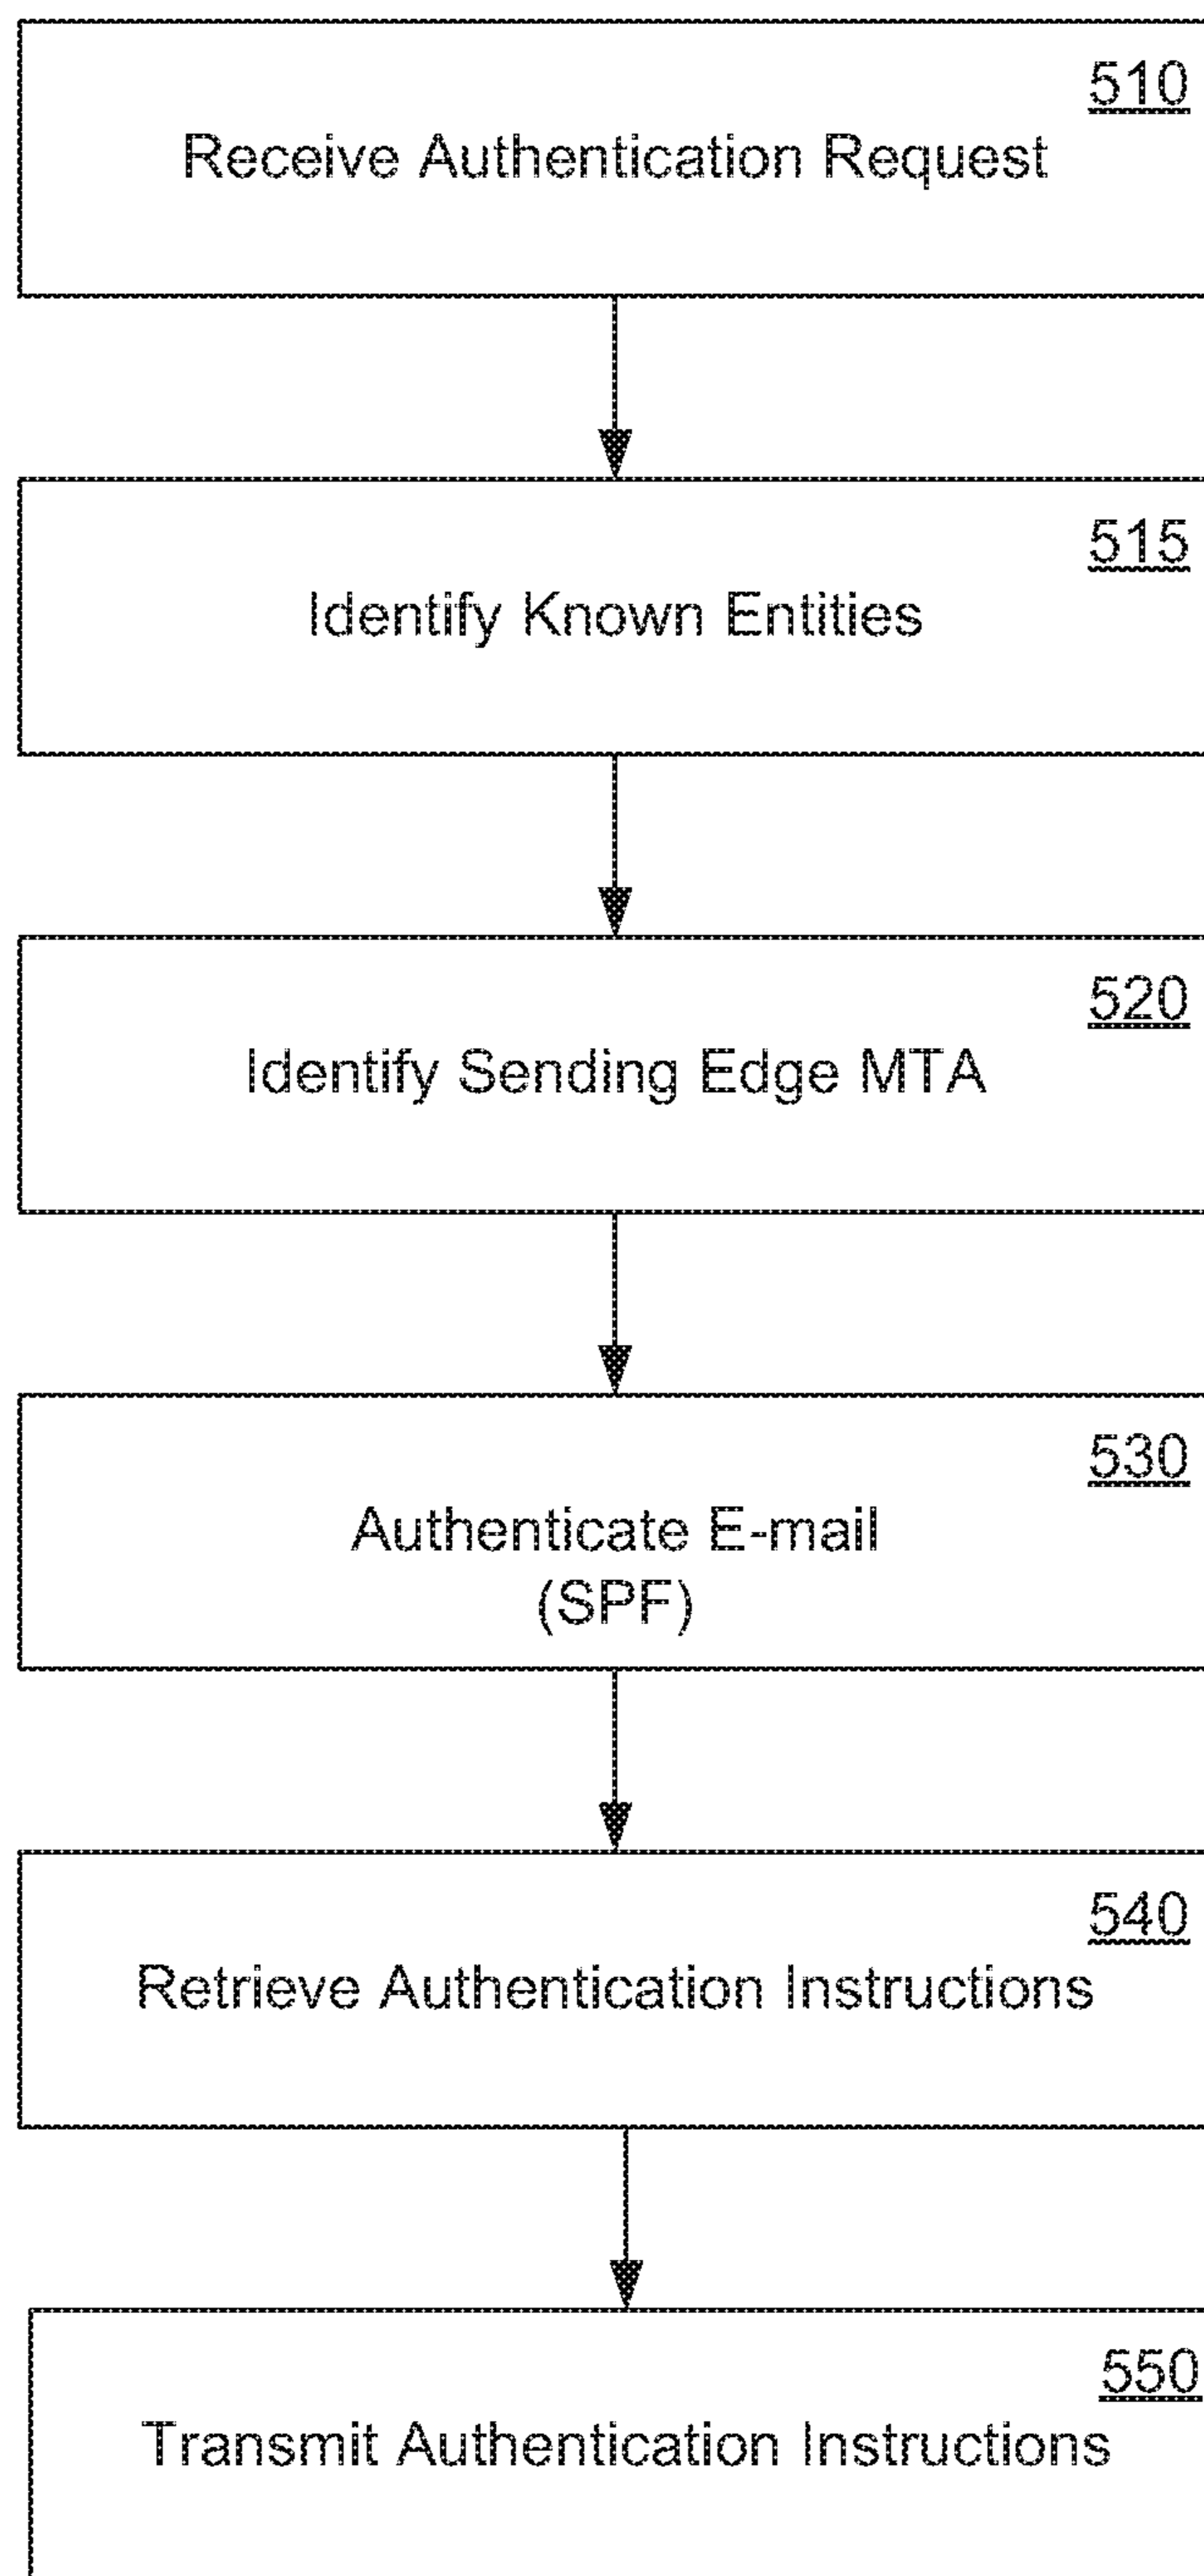 510
Receive Authentication Request
515
Identify Known Entities
520
Identify Sending Edge MTA
530
Authenticate E-mail
(SPF)
540
Retrieve Authentication Instructions
550
Transmit Authentication Instructions